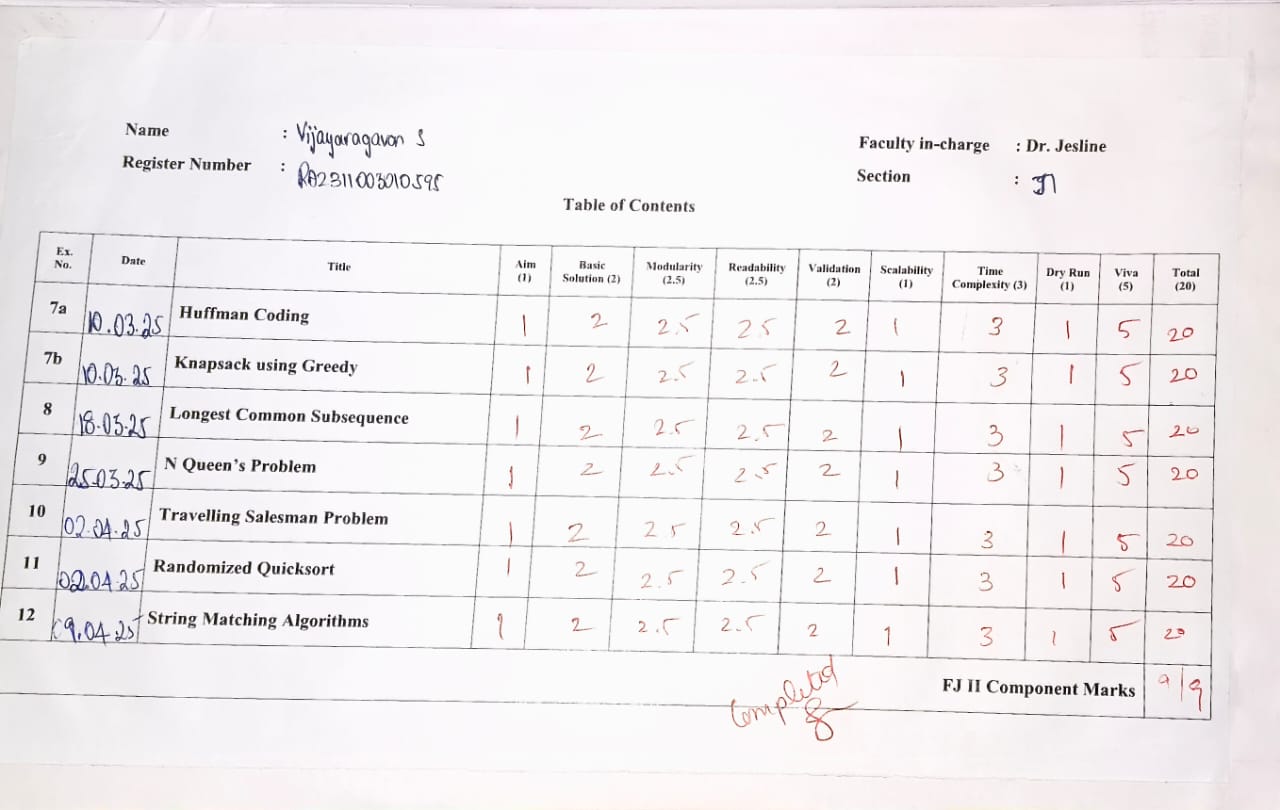 Name : Vijayaragavan S
Faculty in-charge : Dr. Jesline
Register Number : RA2311003010595
Section :
Table of Contents
Ex. No. Date Title Aim (1) Basic Solution (2) Modularity (2.5) Readability (2.5) Validation (2) Scalability (1) Time Complexity (3) Dry Run (1) Viva (5) Total (20)
7a 10.03.25 Huffman Coding 1 2 2.5 2.5 2 1 3 1 5 20
7b 10.03.25 Knapsack using Greedy 1 2 2.5 2.5 2 1 3 1 5 20
8 18.03.25 Longest Common Subsequence 1 2 2.5 2.5 2 1 3 1 5 20
9 25.03.25 N Queen's Problem 1 2 2.5 2.5 2 1 3 1 5 20
10 02.04.25 Travelling Salesman Problem 1 2 2.5 2.5 2 1 3 1 5 20
11 02.04.25 Randomized Quicksort 1 2 2.5 2.5 2 1 3 1 5 20
12 09.04.25 String Matching Algorithms 1 2 2.5 2.5 2 1 3 1 5 20
FJ II Component Marks 9/9
Completed